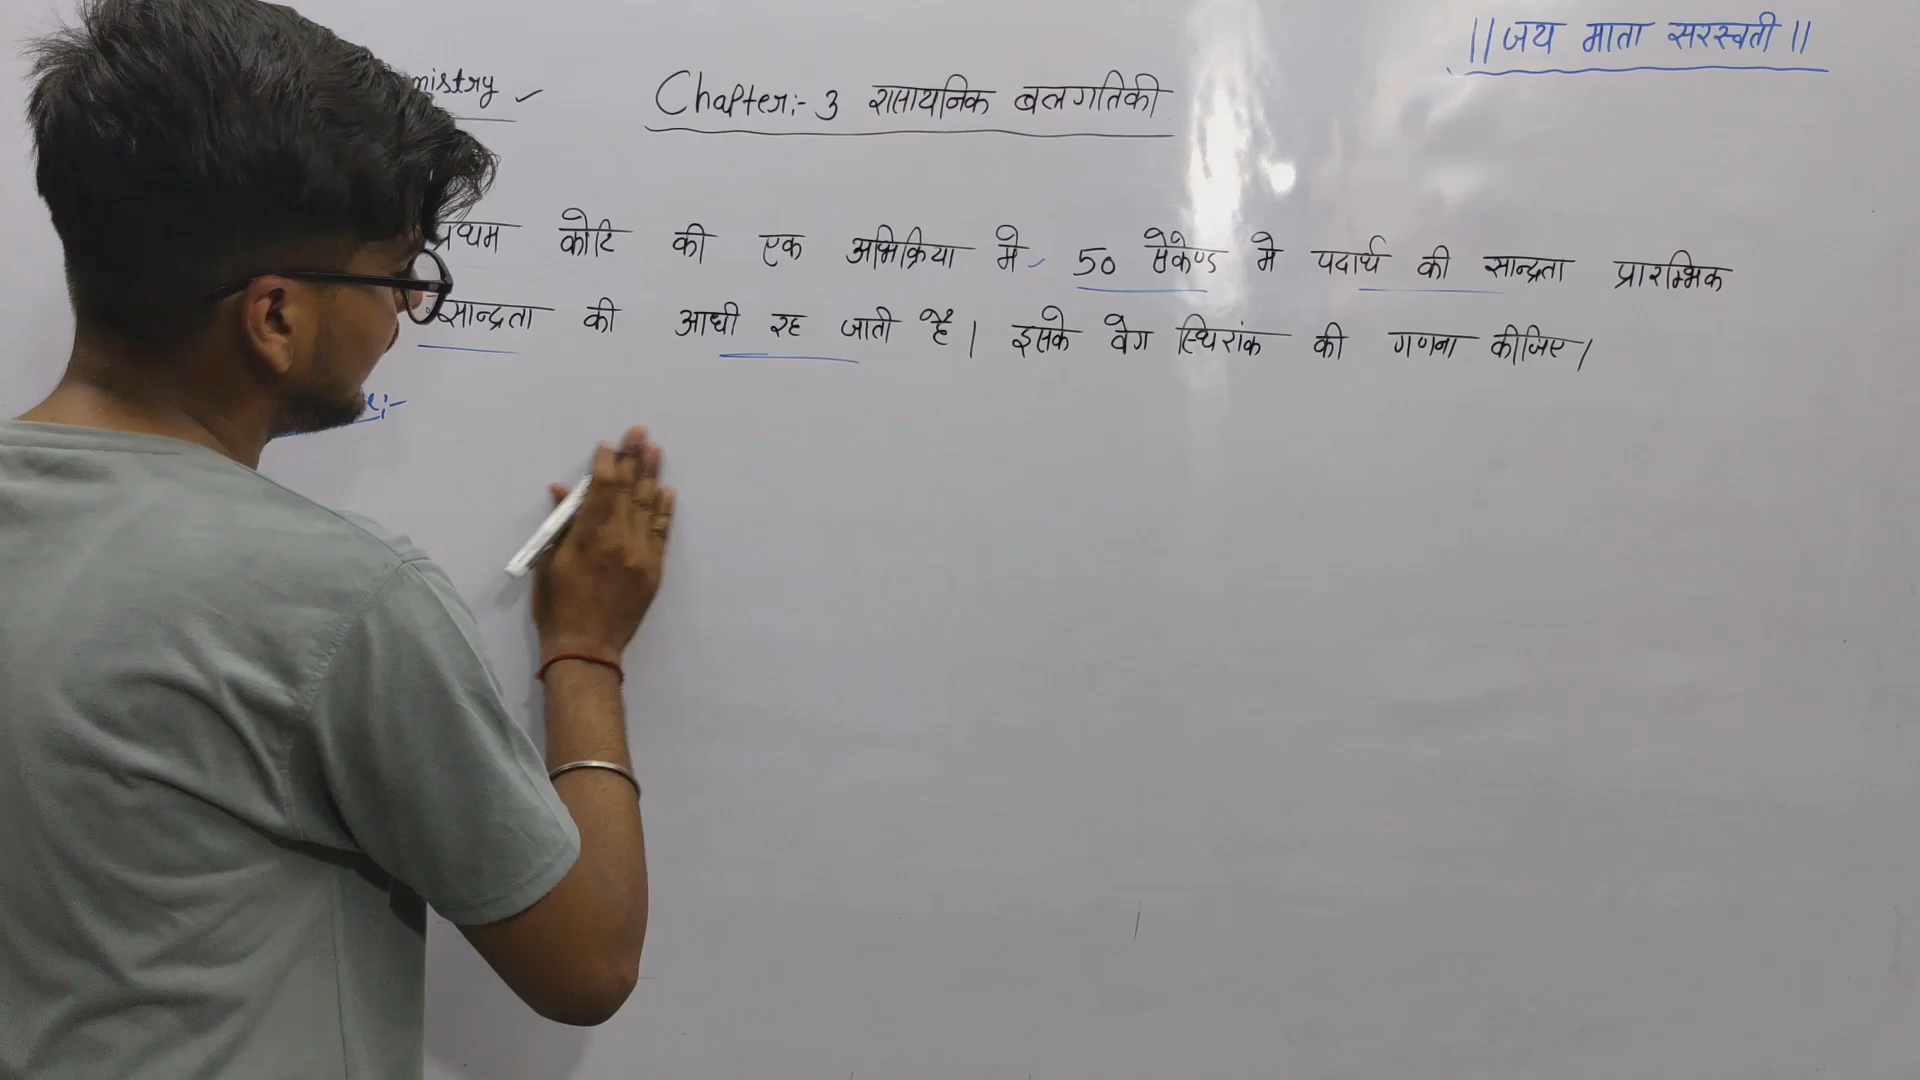 ॥ जय माता सरस्वती ॥
Chapter:- 3 रासायनिक बलगतिकी
प्रथम कोटि की एक अभिक्रिया मे 50 सेकेण्ड मे पदार्थ की सान्द्रता प्रारम्भिक
सान्द्रता की आधी रह जाती है। इसके वेग स्थिरांक की गणना कीजिए।